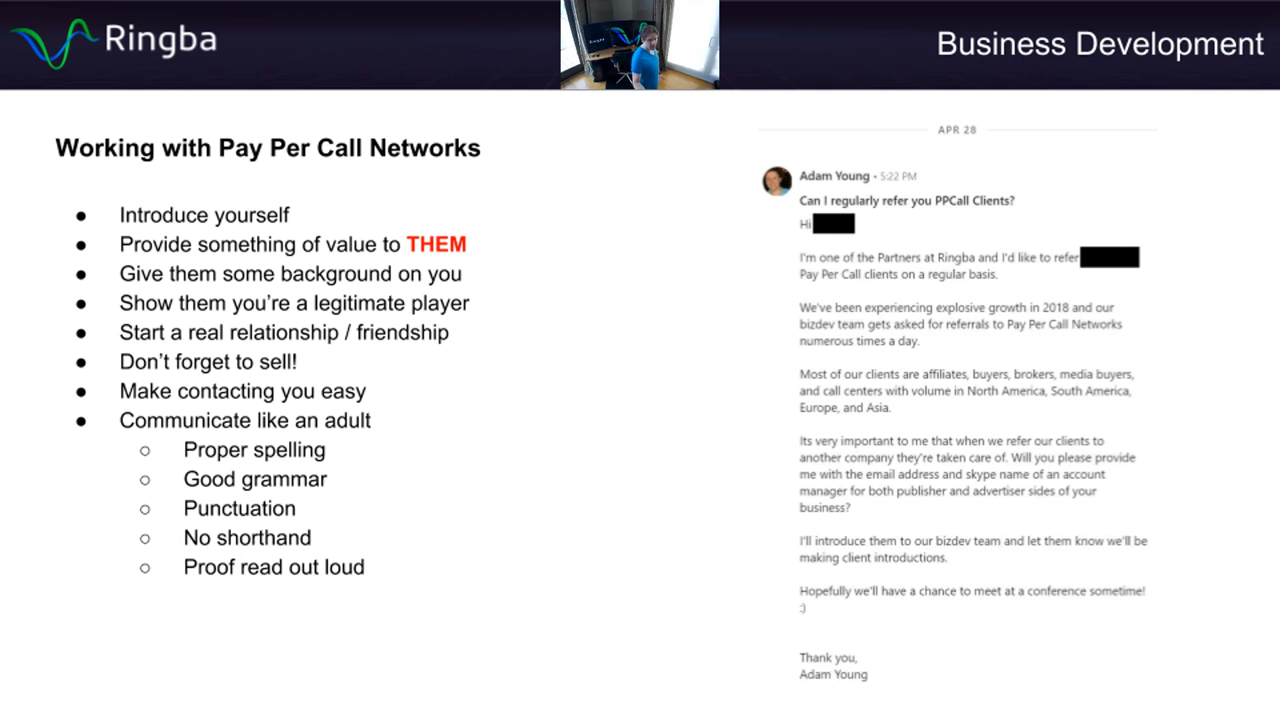 Ringba
Business Development
Working with Pay Per Call Networks
● Introduce yourself
● Provide something of value to THEM
● Give them some background on you
● Show them you’re a legitimate player
● Start a real relationship / friendship
● Don’t forget to sell!
● Make contacting you easy
● Communicate like an adult
○ Proper spelling
○ Good grammar
○ Punctuation
○ No shorthand
○ Proof read out loud
APR 28
Adam Young • 5:22 PM
Can I regularly refer you PPCall Clients?
Hi
I'm one of the Partners at Ringba and I'd like to refer
Pay Per Call clients on a regular basis.
We've been experiencing explosive growth in 2018 and our
bizdev team gets asked for referrals to Pay Per Call Networks
numerous times a day.
Most of our clients are affiliates, buyers, brokers, media buyers,
and call centers with volume in North America, South America,
Europe, and Asia.
Its very important to me that when we refer our clients to
another company they're taken care of. Will you please provide
me with the email address and skype name of an account
manager for both publisher and advertiser sides of your
business?
I'll introduce them to our bizdev team and let them know we'll be
making client introductions.
Hopefully we'll have a chance to meet at a conference sometime!
:)
Thank you,
Adam Young